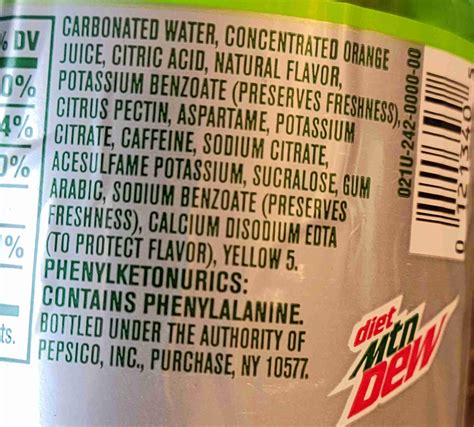 CARBONATED WATER, CONCENTRATED ORANGE
JUICE, CITRIC ACID, NATURAL FLAVOR,
POTASSIUM BENZOATE (PRESERVES FRESHNESS),
CITRUS PECTIN, ASPARTAME, POTASSIUM
CITRATE, CAFFEINE, SODIUM CITRATE,
ACESULFAME POTASSIUM, SUCRALOSE, GUM
ARABIC, SODIUM BENZOATE (PRESERVES
FRESHNESS), CALCIUM DISODIUM EDTA
(TO PROTECT FLAVOR), YELLOW 5.
PHENYLKETONURICS:
CONTAINS PHENYLALANINE.
BOTTLED UNDER THE AUTHORITY OF
PEPSICO, INC., PURCHASE, NY 10577.
% DV
0%
4%
0%
%
ts.
021U-242-0000-00
diet
Mtn
DEW